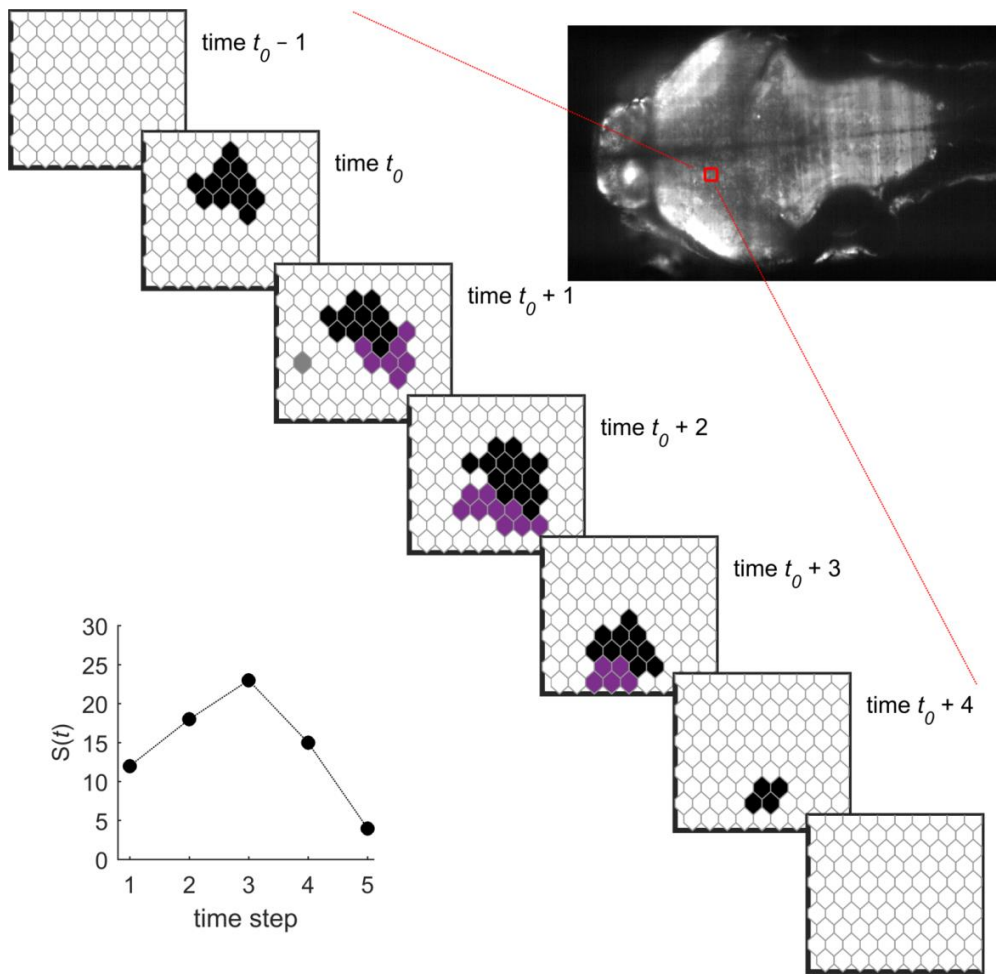 time t0 – 1
time t0
time t0 + 1
time t0 + 2
time t0 + 3
time t0 + 4
30
25
20
15
10
5
0
S(t)
1 2 3 4 5
time step